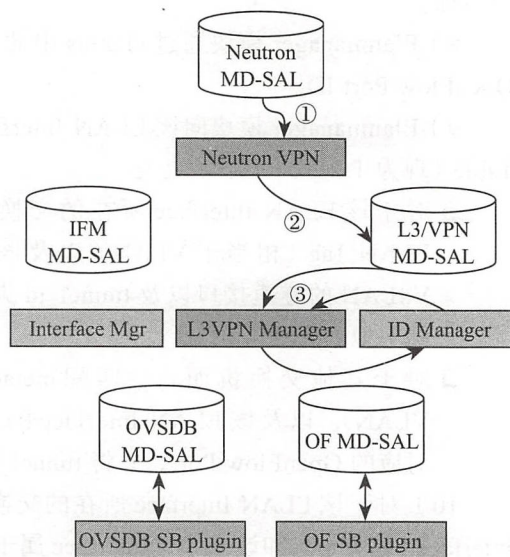 Neutron
MD-SAL
①
Neutron VPN
②
IFM
MD-SAL
L3/VPN
MD-SAL
③
Interface Mgr
L3VPN Manager
ID Manager
OVSDB
MD-SAL
OF MD-SAL
OVSDB SB plugin
OF SB plugin